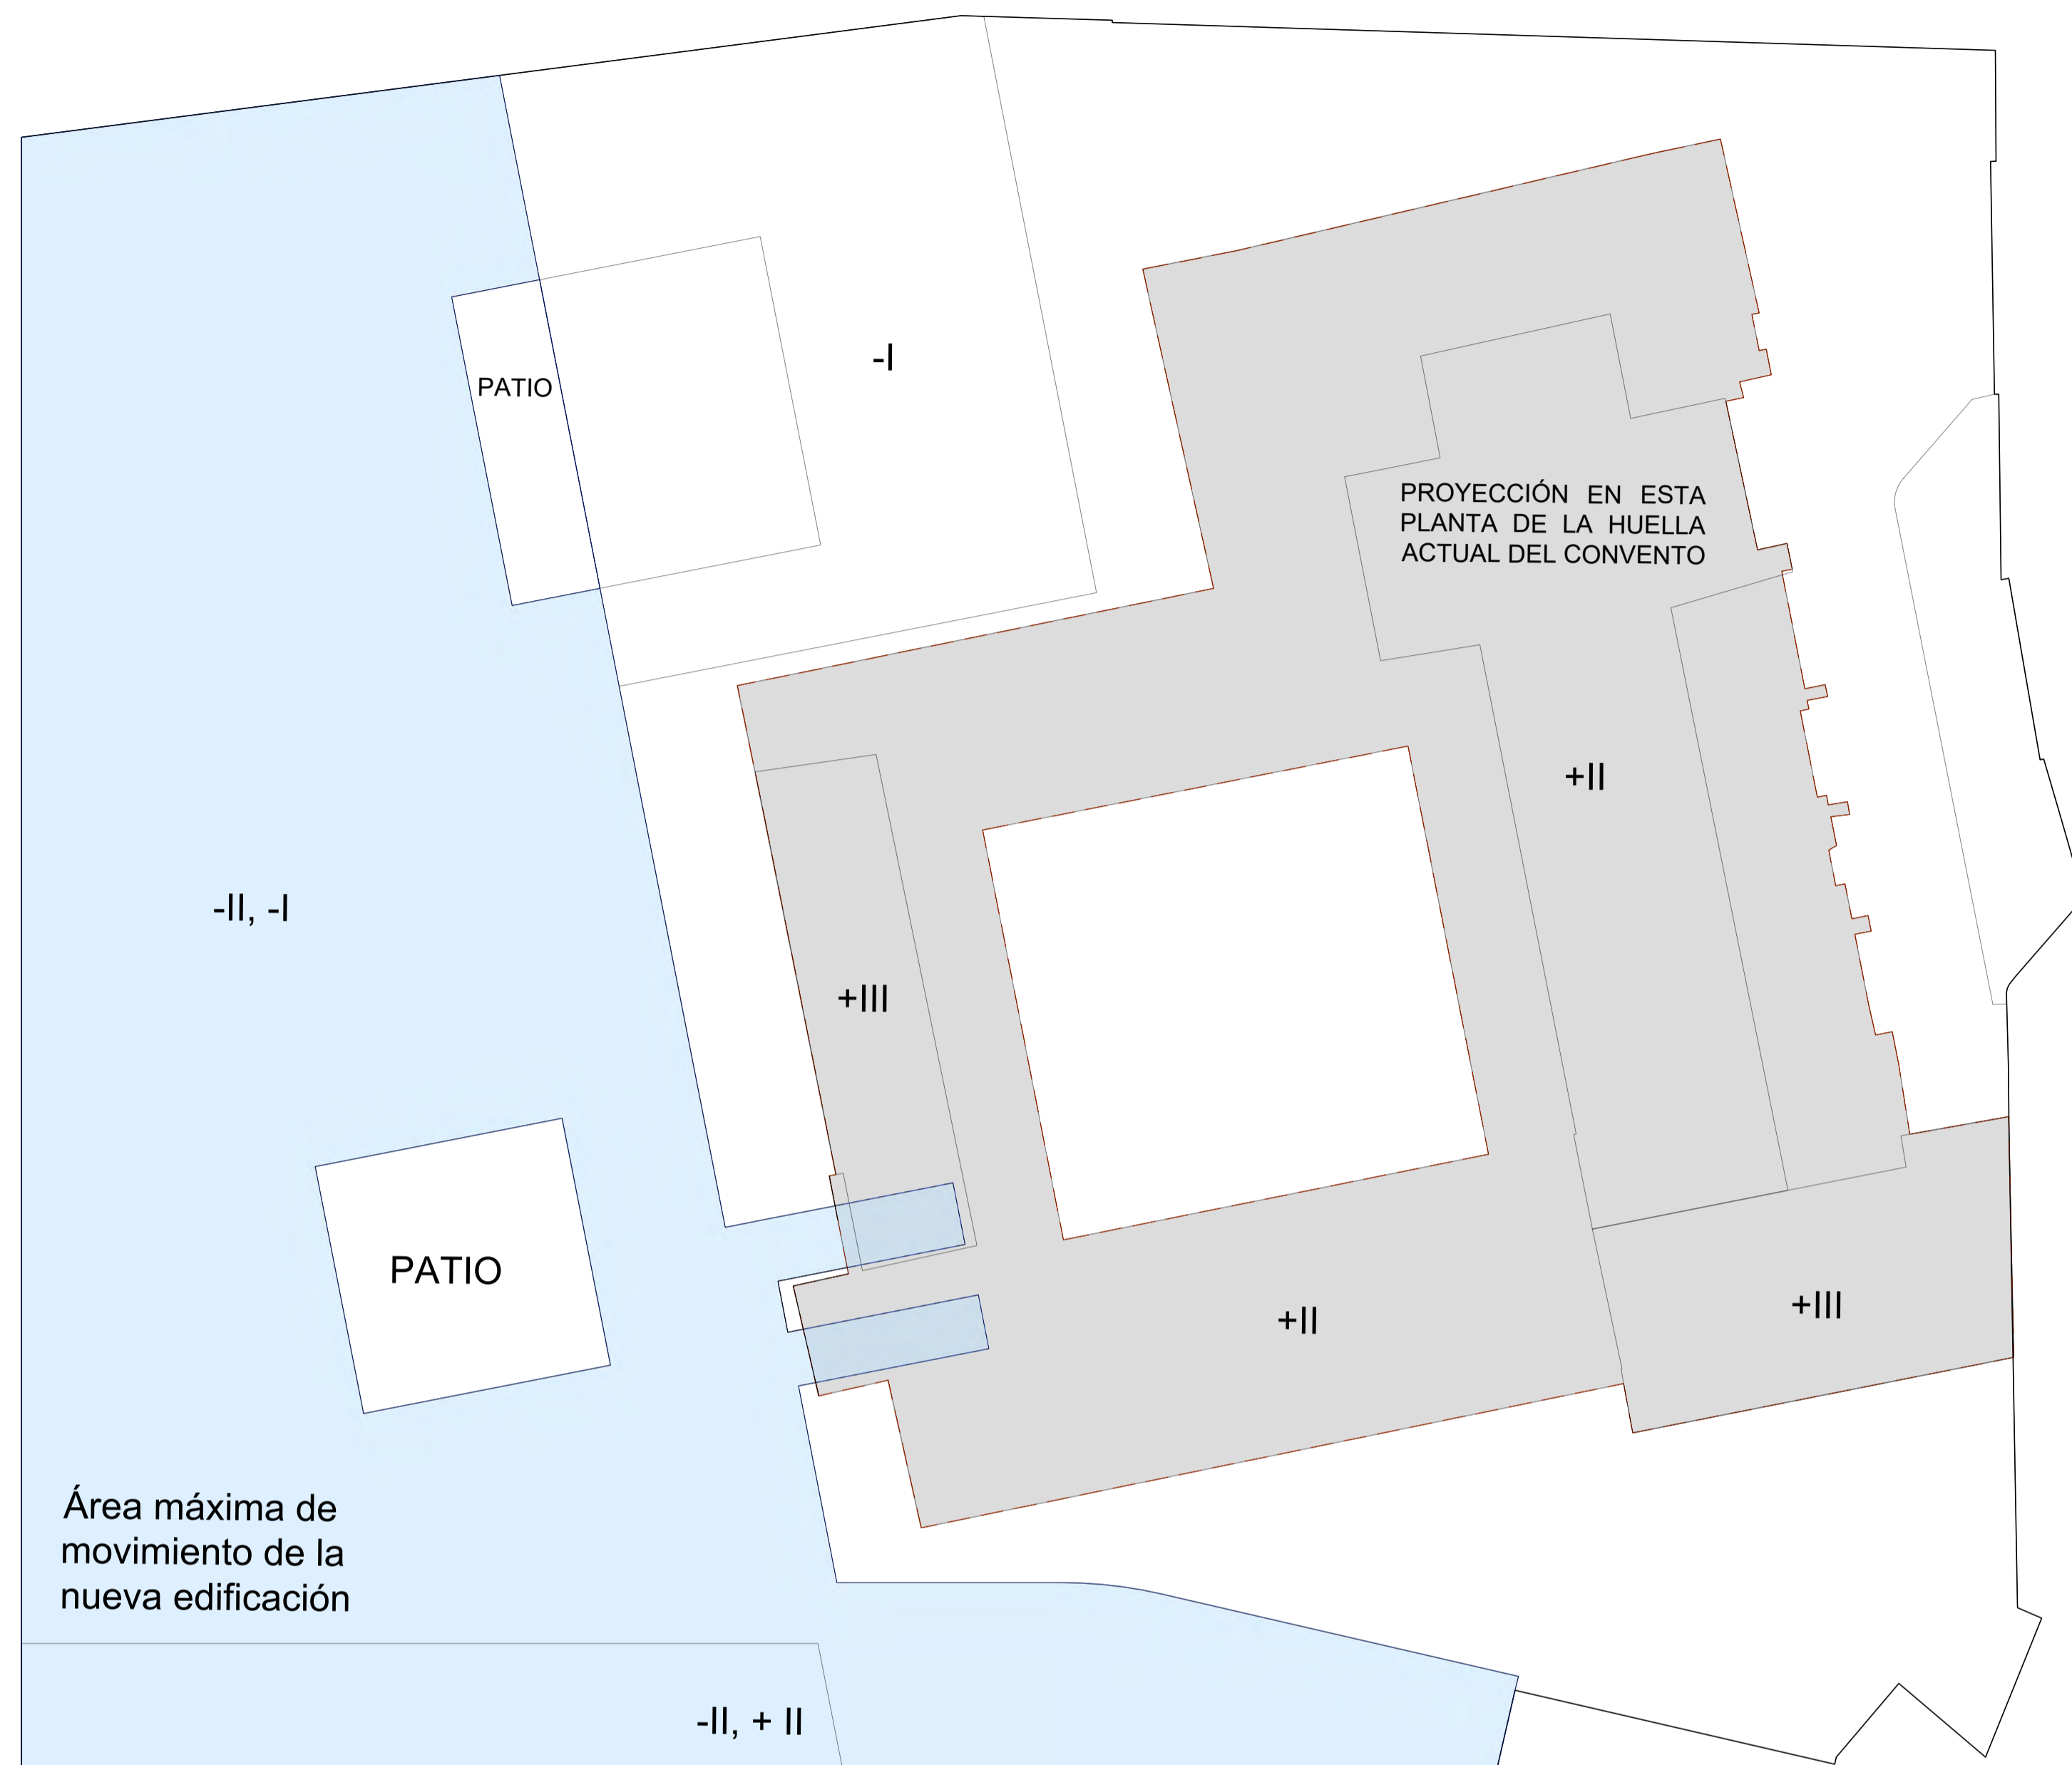 -I
PATIO
PROYECCIÓN EN ESTA
PLANTA DE LA HUELLA
ACTUAL DEL CONVENTO
+II
-II, -I
+III
PATIO
+II
+III
Área máxima de
movimiento de la
nueva edificación
-II, + II